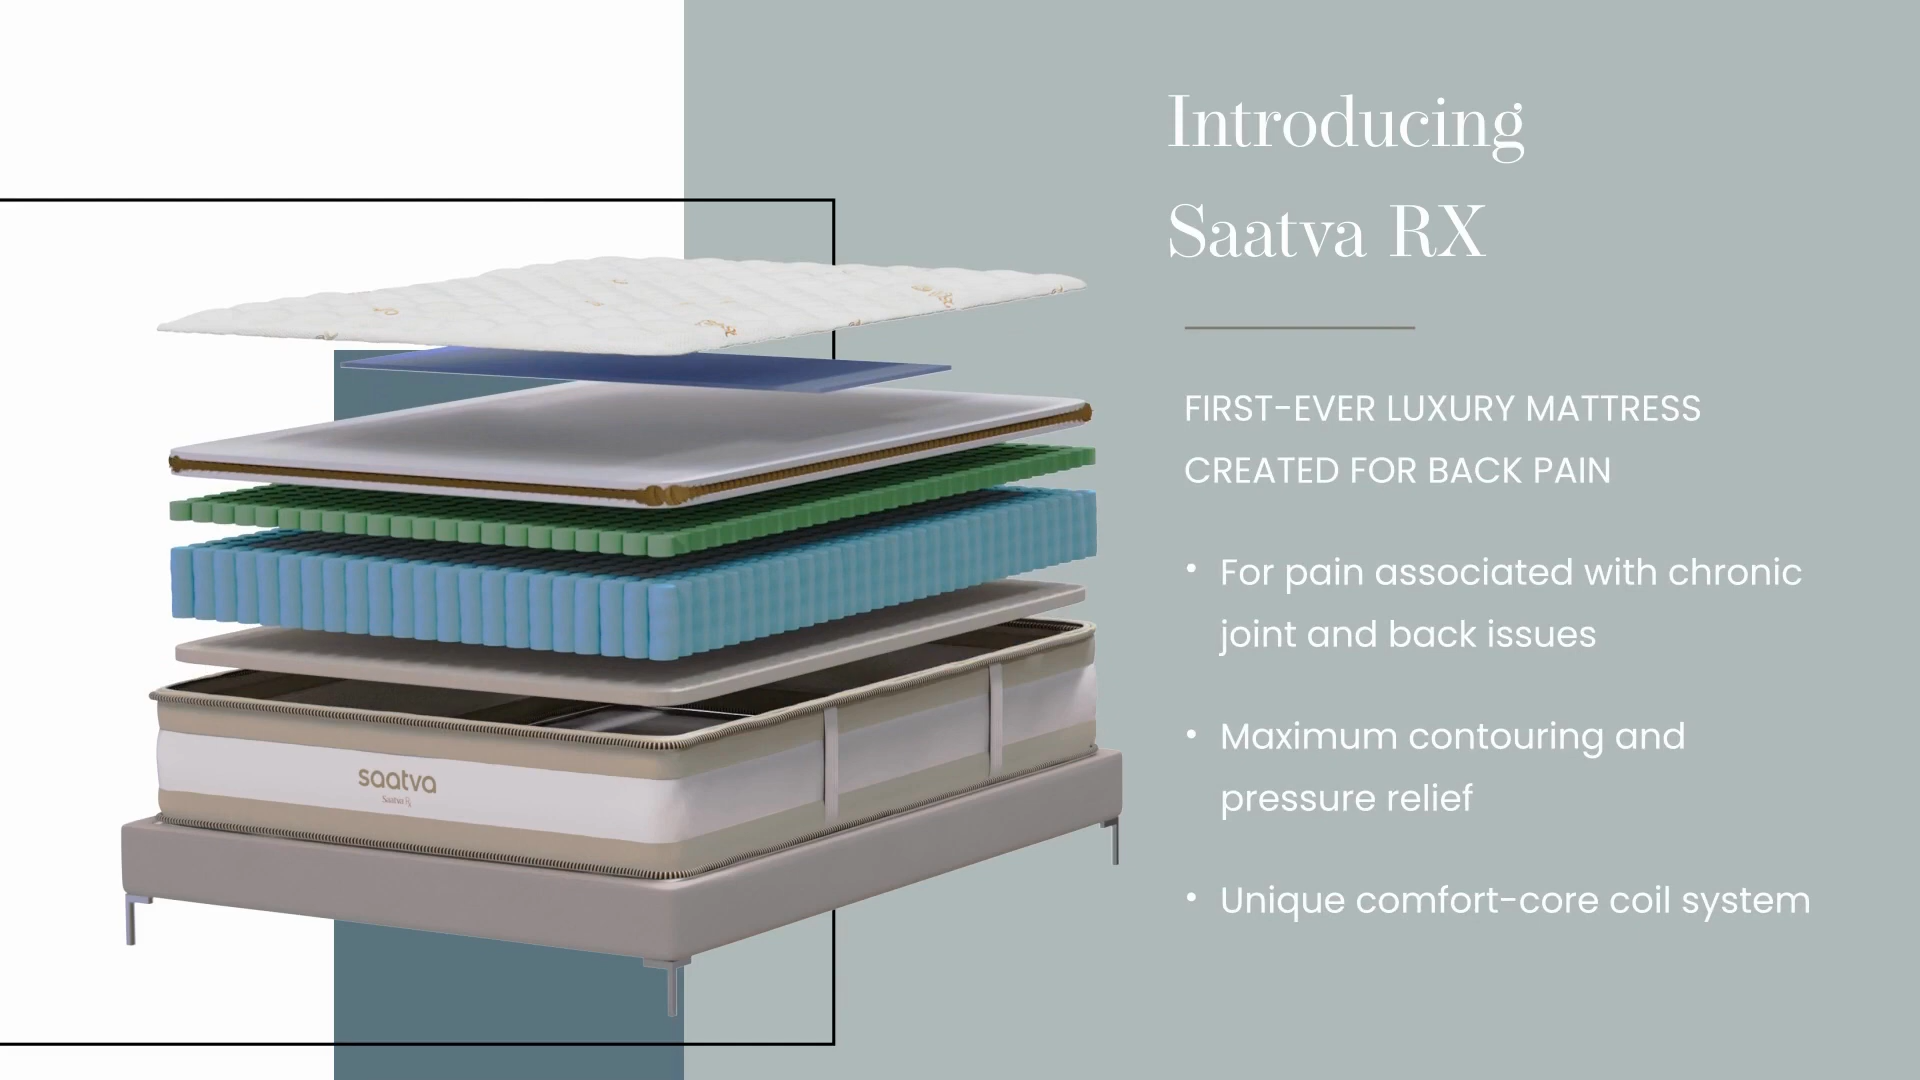 Introducing
Saatva RX
FIRST-EVER LUXURY MATTRESS
CREATED FOR BACK PAIN
• For pain associated with chronic
joint and back issues
• Maximum contouring and
pressure relief
• Unique comfort-core coil system
saatva
Saatva Rx